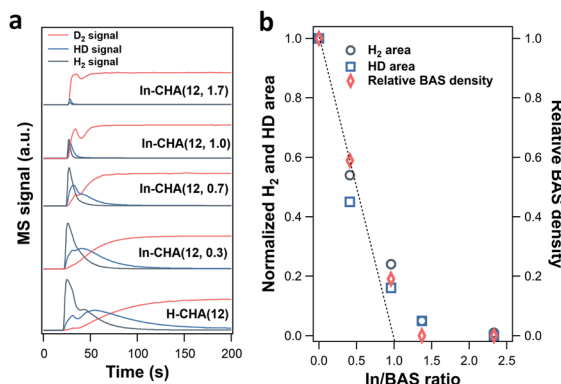 a
D2 signal
HD signal
H2 signal
In-CHA(12, 1.7)
In-CHA(12, 1.0)
In-CHA(12, 0.7)
In-CHA(12, 0.3)
H-CHA(12)
MS signal (a.u.)
0 50 100 150 200
Time (s)
b
H2 area
HD area
Relative BAS density
1.0 1.0
0.8 0.8
0.6 0.6
0.4 0.4
0.2 0.2
0.0 0.0
Normalized H2 and HD area
Relative BAS density
0.0 0.5 1.0 1.5 2.0 2.5
In/BAS ratio